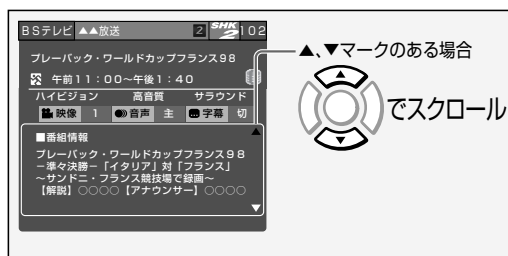 BSテレビ ▲▲放送 2 SHK 2 102
プレーバック・ワールドカップフランス98
午前11:00〜午後1:40
ハイビジョン 高音質 サラウンド
映像 1 音声 主 字幕 切
■番組情報
プレーバック・ワールドカップフランス98
−準々決勝−「イタリア」対「フランス」
〜サンドニ・フランス競技場で録画〜
【解説】○○○○【アナウンサー】○○○○
▲、▼マークのある場合
でスクロール